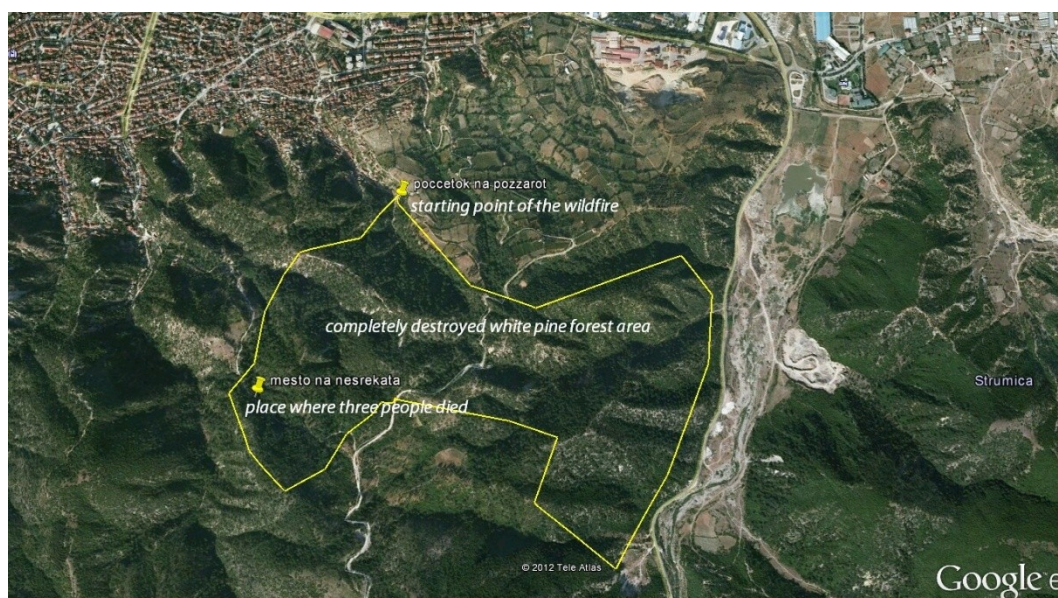 poccetok na pozzarot
starting point of the wildfire
completely destroyed white pine forest area
mesto na nesrekata
place where three people died
Strumica
© 2012 Tele Atlas
Google e